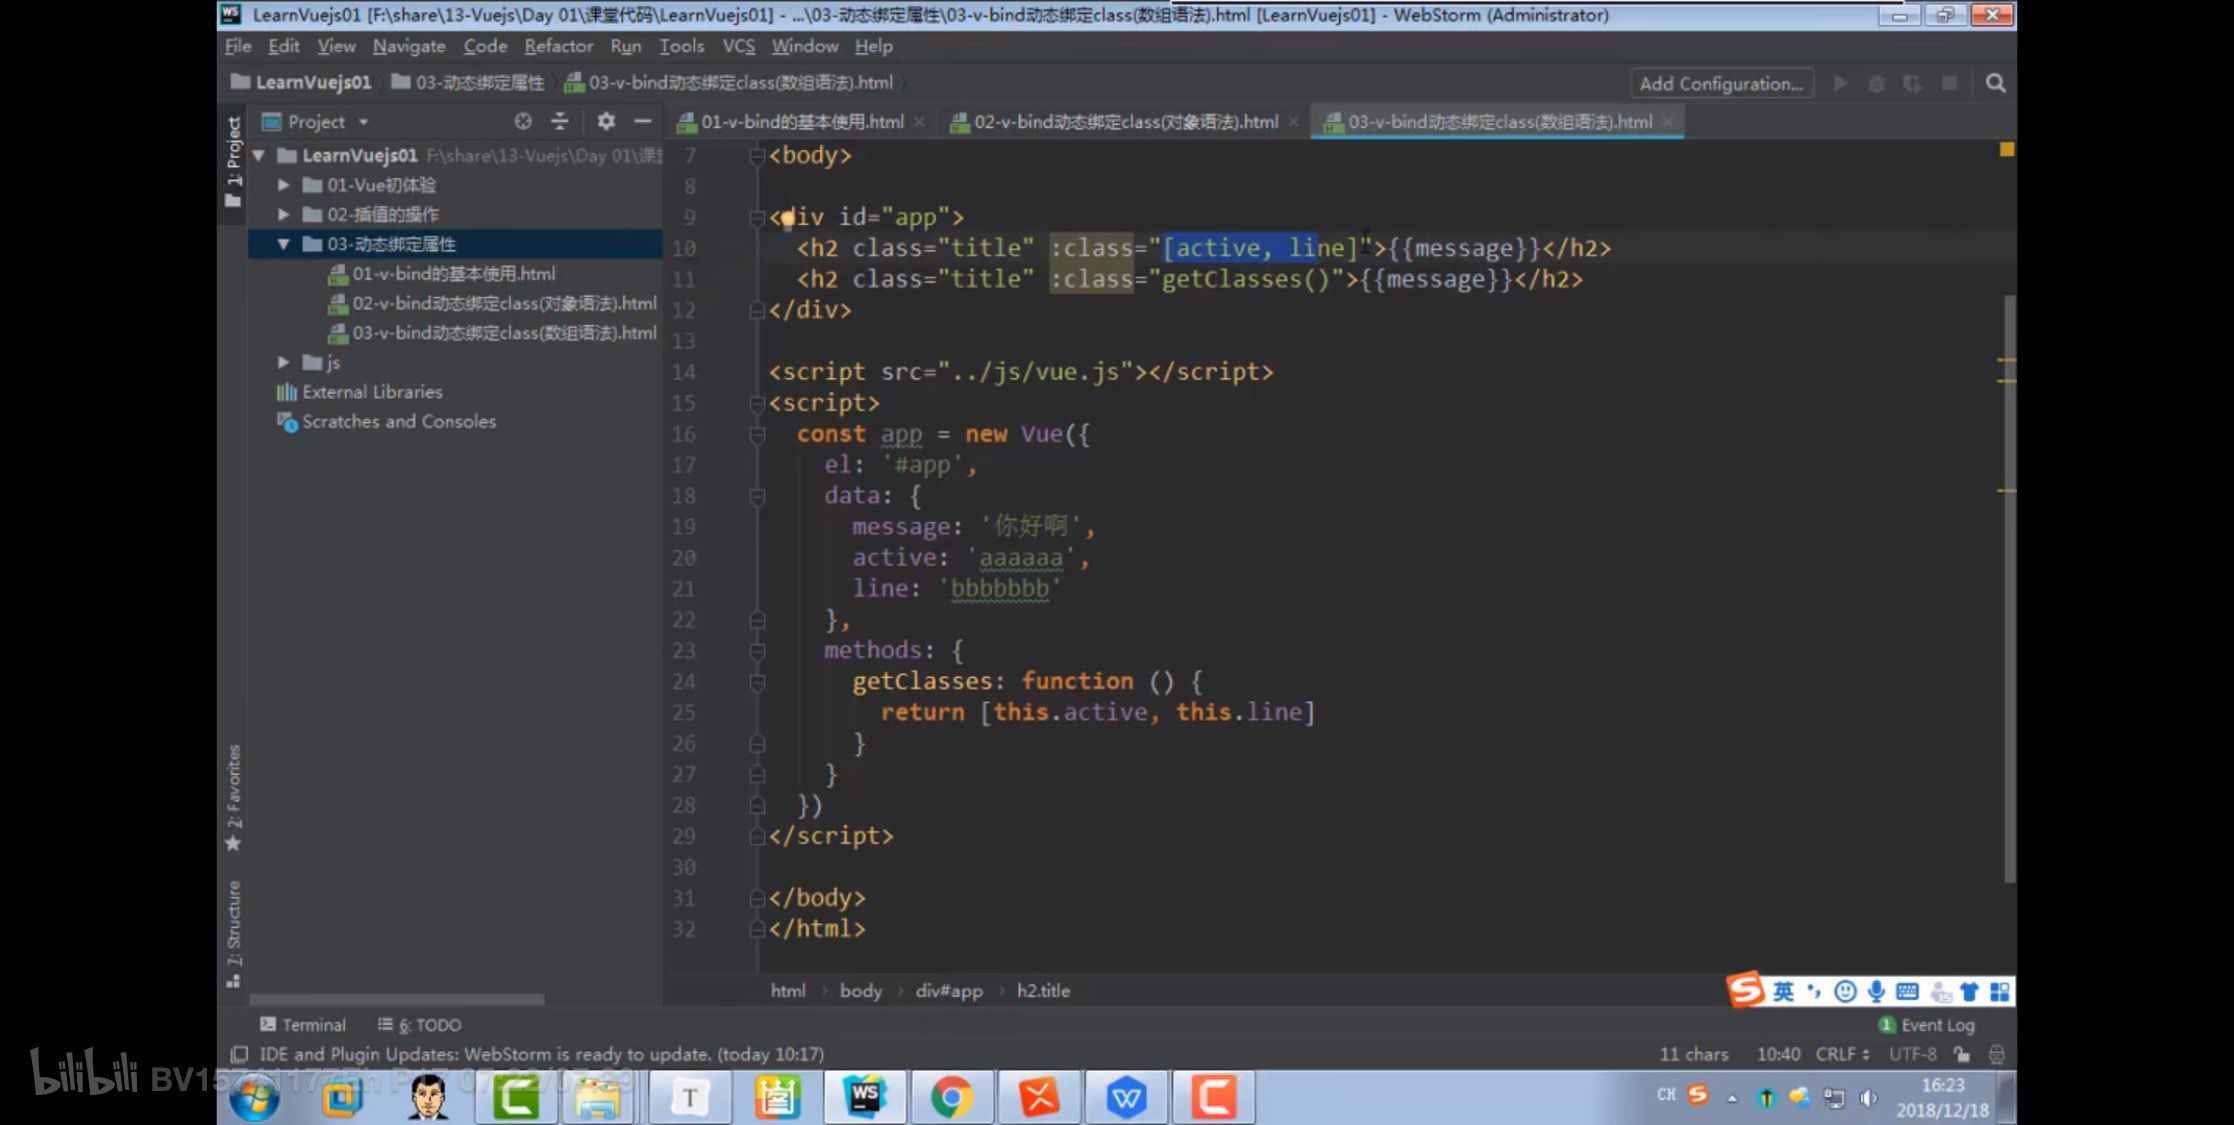 LearnVuejs01 [F:\share\13-Vuejs\Day 01\课堂代码\LearnVuejs01] - ...\03-动态绑定属性\03-v-bind动态绑定class(数组语法).html [LearnVuejs01] - WebStorm (Administrator)
File Edit View Navigate Code Refactor Run Tools VCS Window Help
LearnVuejs01 03-动态绑定属性 03-v-bind动态绑定class(数组语法).html
Add Configuration...
1: Project
Project
01-v-bind的基本使用.html
02-v-bind动态绑定class(对象语法).html
03-v-bind动态绑定class(数组语法).html
LearnVuejs01 F:\share\13-Vuejs\Day 01\课
01-Vue初体验
02-插值的操作
03-动态绑定属性
01-v-bind的基本使用.html
02-v-bind动态绑定class(对象语法).html
03-v-bind动态绑定class(数组语法).html
js
External Libraries
Scratches and Consoles
2: Favorites
7: Structure
7 <body>
8
9 <div id="app">
10 <h2 class="title" :class="[active, line]">{{message}}</h2>
11 <h2 class="title" :class="getClasses()">{{message}}</h2>
12 </div>
13
14 <script src="../js/vue.js"></script>
15 <script>
16 const app = new Vue({
17 el: '#app',
18 data: {
19 message: '你好啊',
20 active: 'aaaaaa',
21 line: 'bbbbbbb'
22 },
23 methods: {
24 getClasses: function () {
25 return [this.active, this.line]
26 }
27 }
28 })
29 </script>
30
31 </body>
32 </html>
html body div#app h2.title
英
Terminal 6: TODO
1 Event Log
IDE and Plugin Updates: WebStorm is ready to update. (today 10:17)
11 chars 10:40 CRLF UTF-8
bilibili
T
WS
CH
16:23
2018/12/18